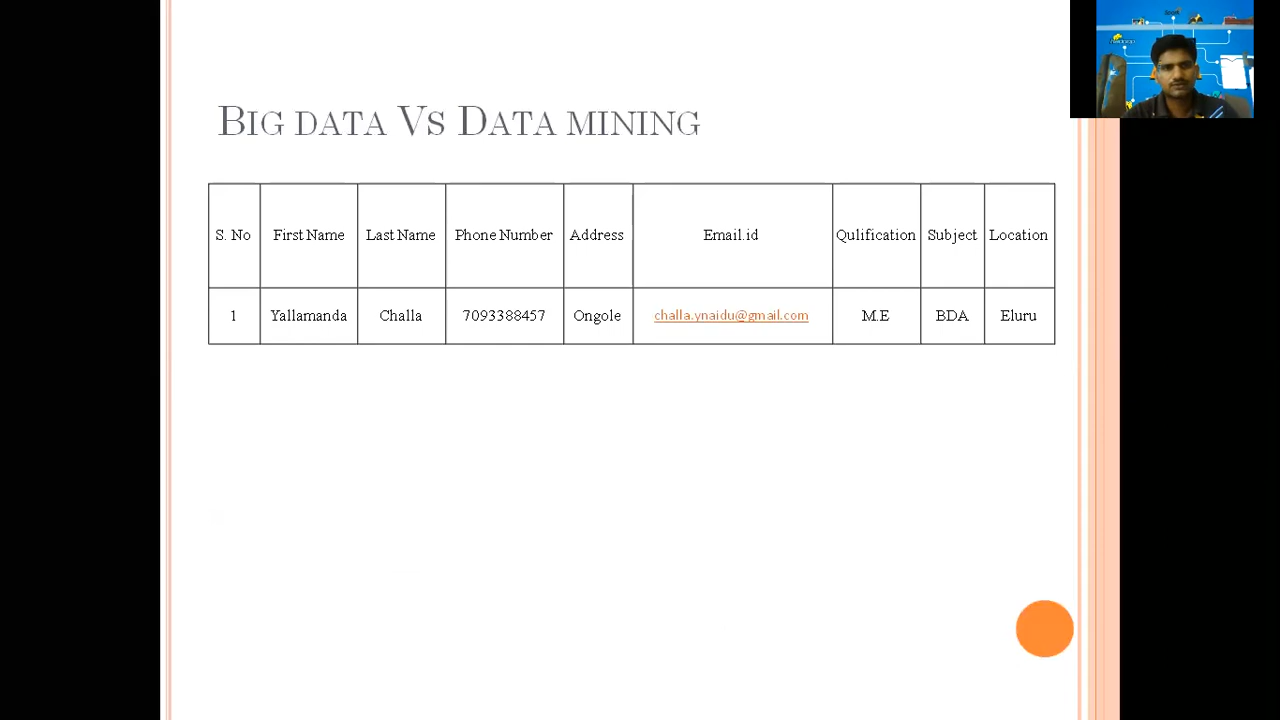 BIG DATA VS DATA MINING
S. No First Name Last Name Phone Number Address Email.id Qulification Subject Location
1 Yallamanda Challa 7093388457 Ongole challa.ynaidu@gmail.com M.E BDA Eluru